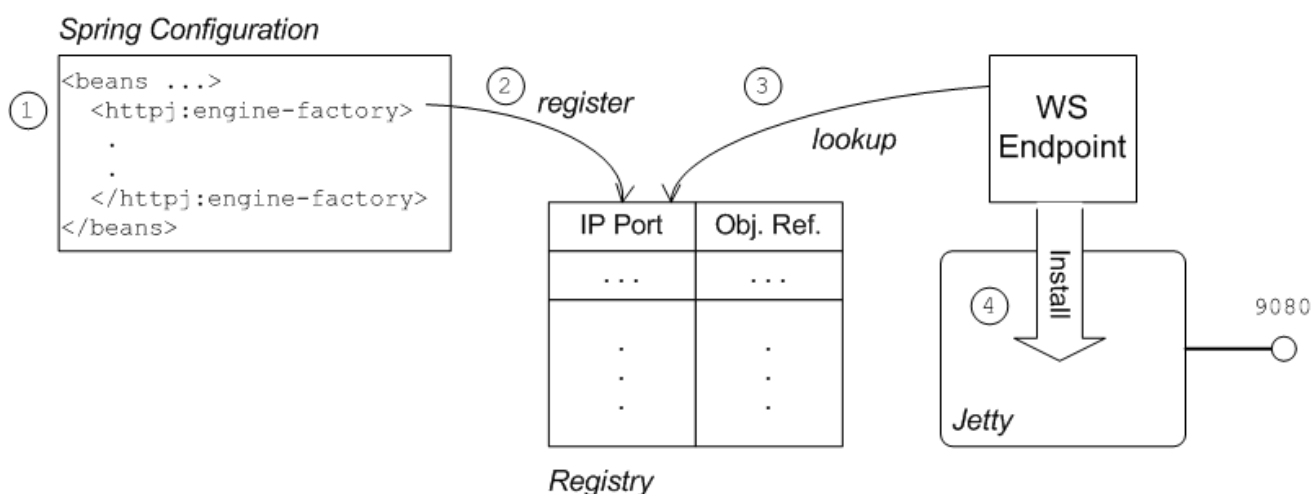 Spring Configuration
1
<beans ...>
<httpj:engine-factory>
.
.
</httpj:engine-factory>
</beans>
2
register
3
lookup
WS
Endpoint
IP Port
Obj. Ref.
...
...
.
.
.
.
.
.
Registry
Install
4
Jetty
9080